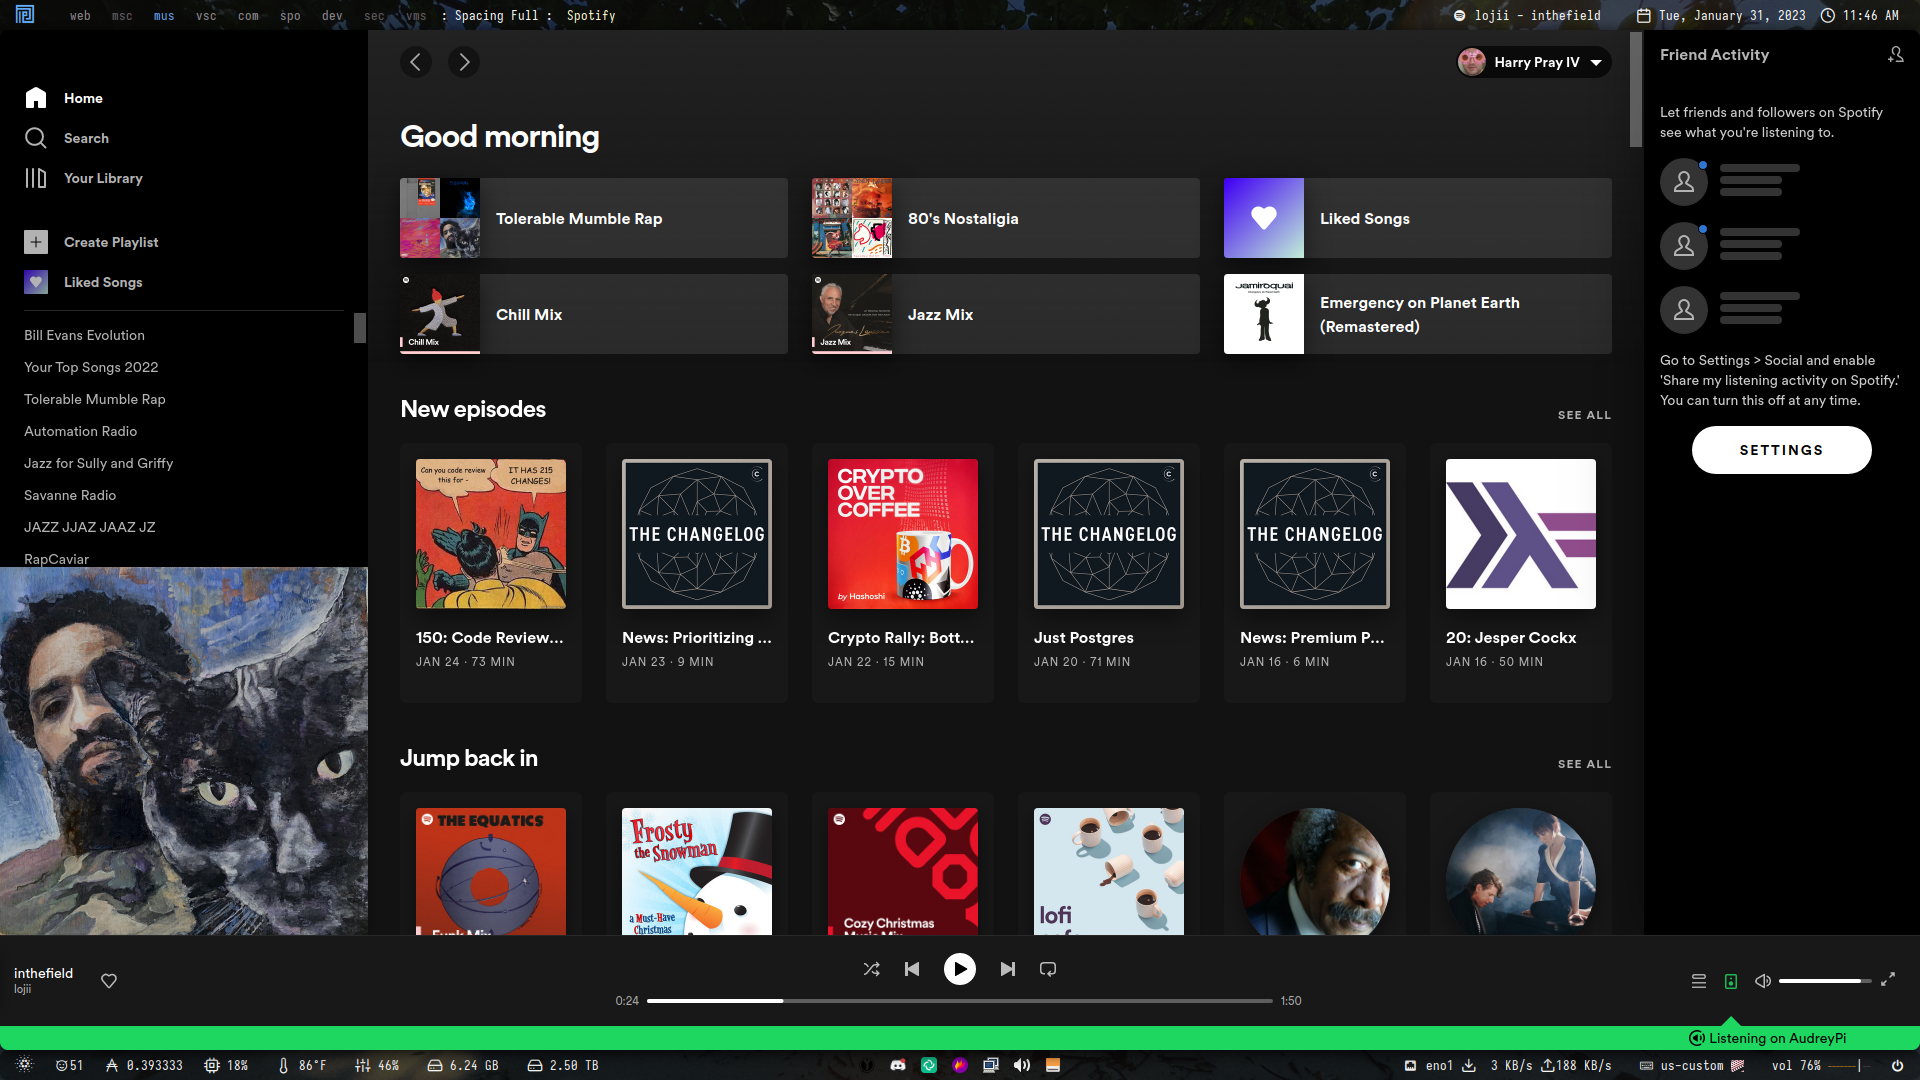 web msc mus vsc com spo dev sec vms : Spacing Full : Spotify
lojii - inthefield
Tue, January 31, 2023
11:46 AM
Home
Search
Your Library
Create Playlist
Liked Songs
Bill Evans Evolution
Your Top Songs 2022
Tolerable Mumble Rap
Automation Radio
Jazz for Sully and Griffy
Savanne Radio
JAZZ JJAZ JAAZ JZ
RapCaviar
Harry Pray IV
Good morning
Tolerable Mumble Rap
80's Nostaligia
Liked Songs
Chill Mix
Chill Mix
Jazz Mix
Jazz Mix
Jamiroquai
Emergency on Planet Earth
(Remastered)
New episodes
SEE ALL
Can you code review
this for -
IT HAS 215
CHANGES!
THE CHANGELOG
CRYPTO
OVER
COFFEE
by Hashoshi
THE CHANGELOG
THE CHANGELOG
150: Code Review...
JAN 24 · 73 MIN
News: Prioritizing ...
JAN 23 · 9 MIN
Crypto Rally: Bott...
JAN 22 · 15 MIN
Just Postgres
JAN 20 · 71 MIN
News: Premium P...
JAN 16 · 6 MIN
20: Jesper Cockx
JAN 16 · 50 MIN
Jump back in
SEE ALL
THE EQUATICS
Funk Mix
Frosty
the Snowman
a Must-Have
Christmas
Cozy Christmas
Music Mix
lofi
Friend Activity
Let friends and followers on Spotify
see what you're listening to.
Go to Settings > Social and enable
'Share my listening activity on Spotify.'
You can turn this off at any time.
SETTINGS
inthefield
lojii
0:24
1:50
Listening on AudreyPi
51 0.393333 18% 86°F 46% 6.24 GB 2.50 TB
eno1 3 KB/s 188 KB/s us-custom vol 76%